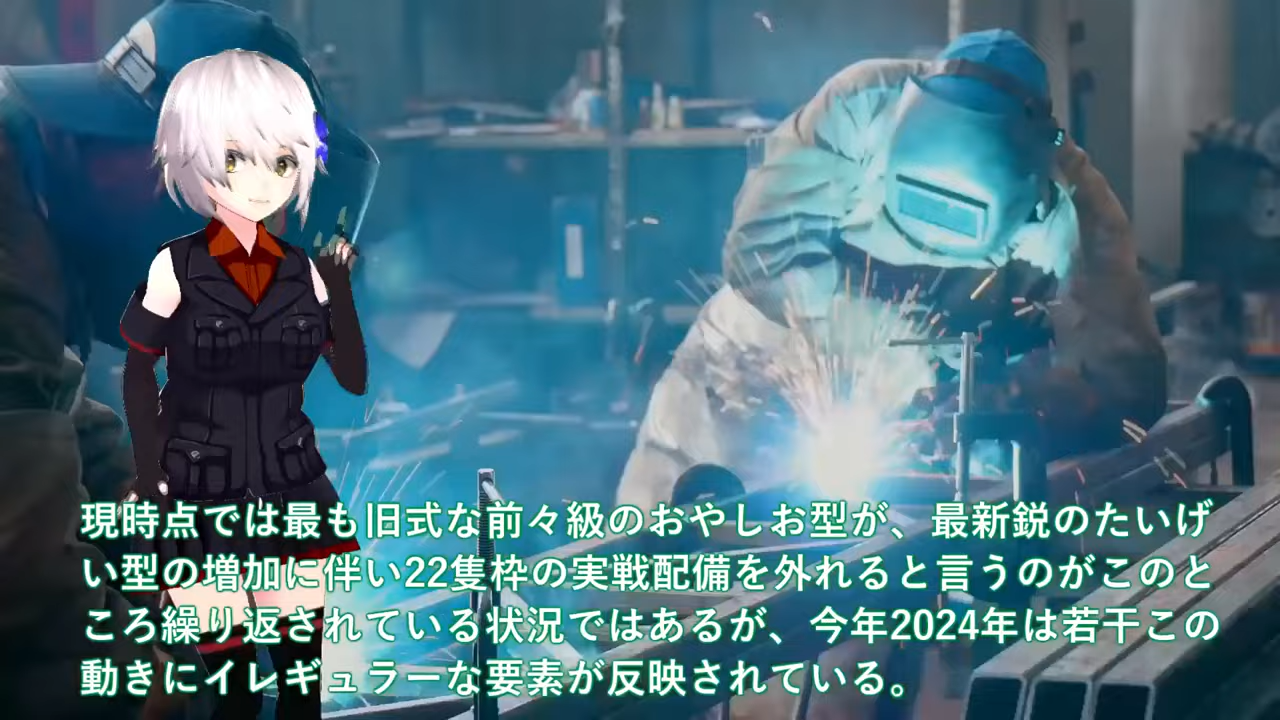 現時点では最も旧式な前々級のおやしお型が、最新鋭のたいげ
い型の増加に伴い22隻枠の実戦配備を外れると言うのがこのと
ころ繰り返されている状況ではあるが、今年2024年は若干この
動きにイレギュラーな要素が反映されている。